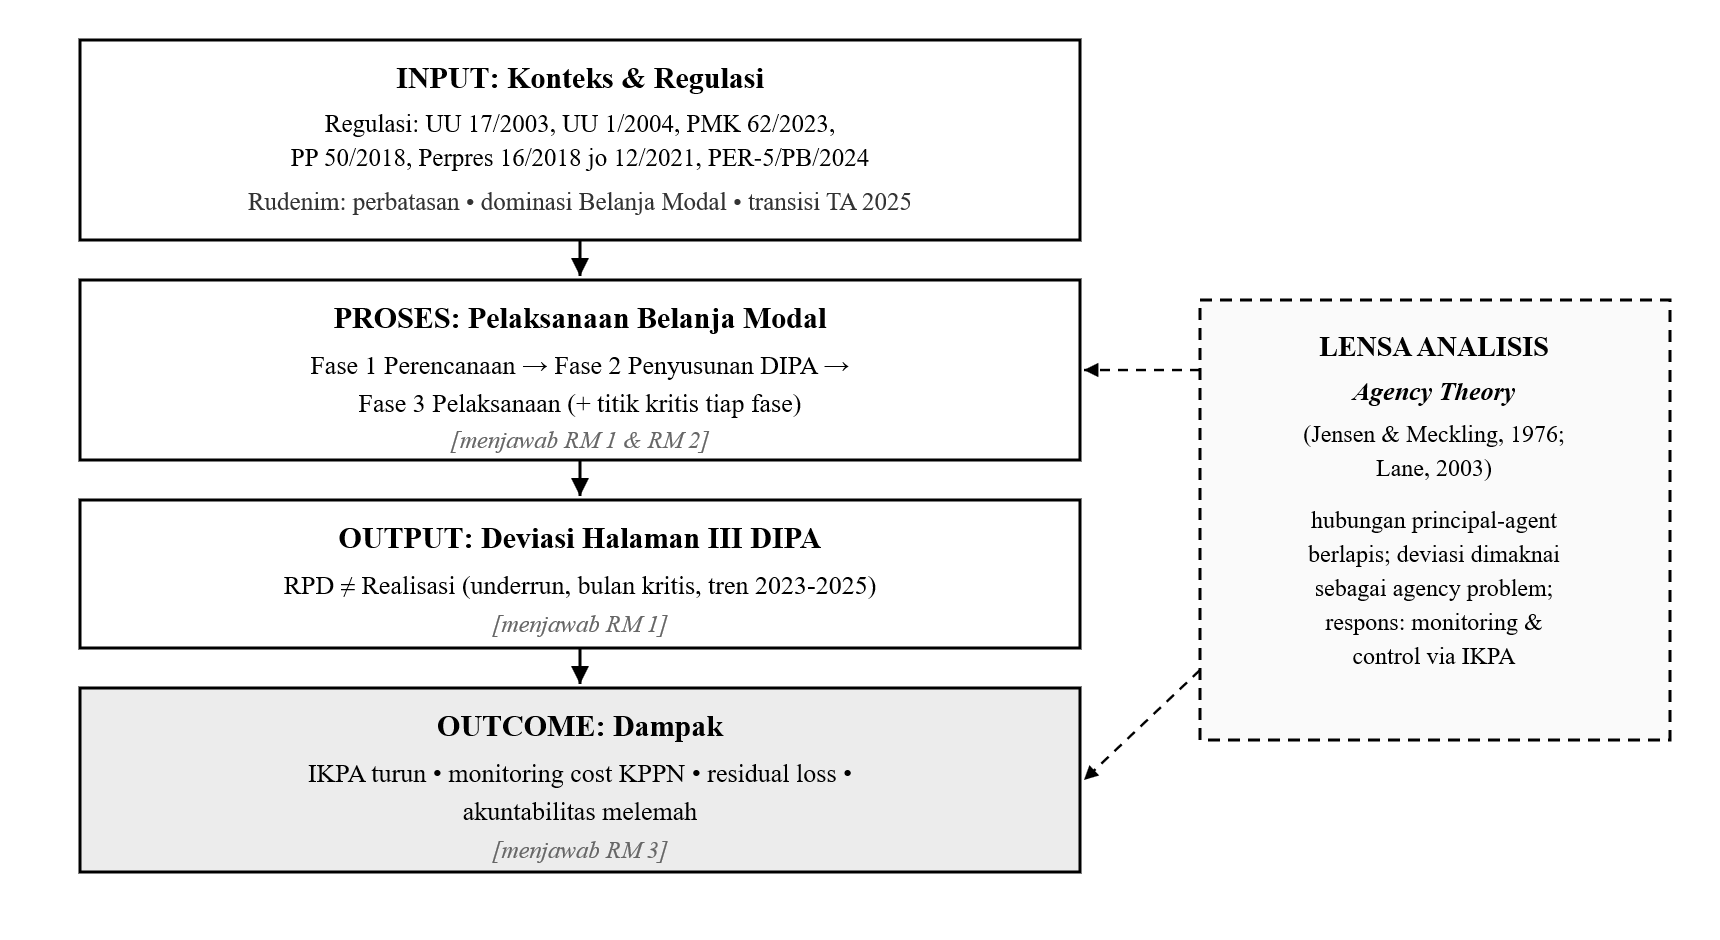 INPUT: Konteks & Regulasi
Regulasi: UU 17/2003, UU 1/2004, PMK 62/2023,
PP 50/2018, Perpres 16/2018 jo 12/2021, PER-5/PB/2024
Rudenim: perbatasan • dominasi Belanja Modal • transisi TA 2025
PROSES: Pelaksanaan Belanja Modal
Fase 1 Perencanaan → Fase 2 Penyusunan DIPA →
Fase 3 Pelaksanaan (+ titik kritis tiap fase)
[menjawab RM 1 & RM 2]
OUTPUT: Deviasi Halaman III DIPA
RPD ≠ Realisasi (underrun, bulan kritis, tren 2023-2025)
[menjawab RM 1]
OUTCOME: Dampak
IKPA turun • monitoring cost KPPN • residual loss •
akuntabilitas melemah
[menjawab RM 3]
LENSA ANALISIS
Agency Theory
(Jensen & Meckling, 1976;
Lane, 2003)
hubungan principal-agent
berlapis; deviasi dimaknai
sebagai agency problem;
respons: monitoring &
control via IKPA